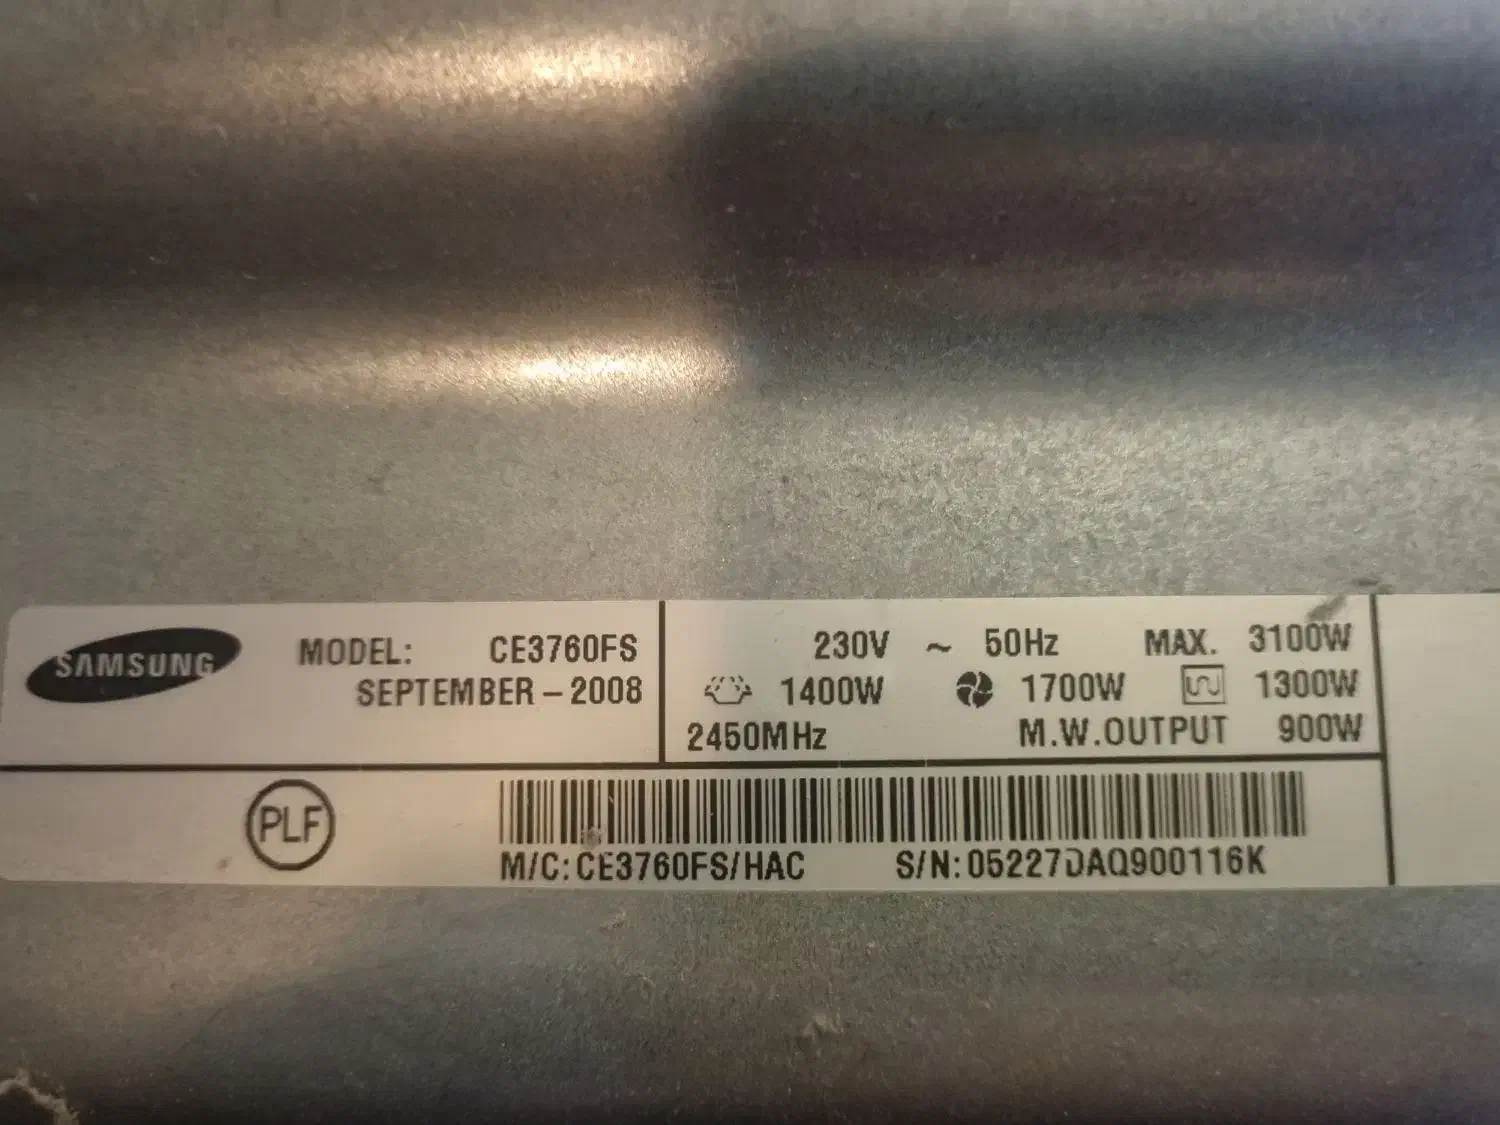 SAMSUNG
MODEL: CE3760FS
SEPTEMBER – 2008
230V ~ 50Hz MAX. 3100W
1400W 1700W 1300W
2450MHz M.W.OUTPUT 900W
PLF
M/C:CE3760FS/HAC S/N:05227DAQ900116K